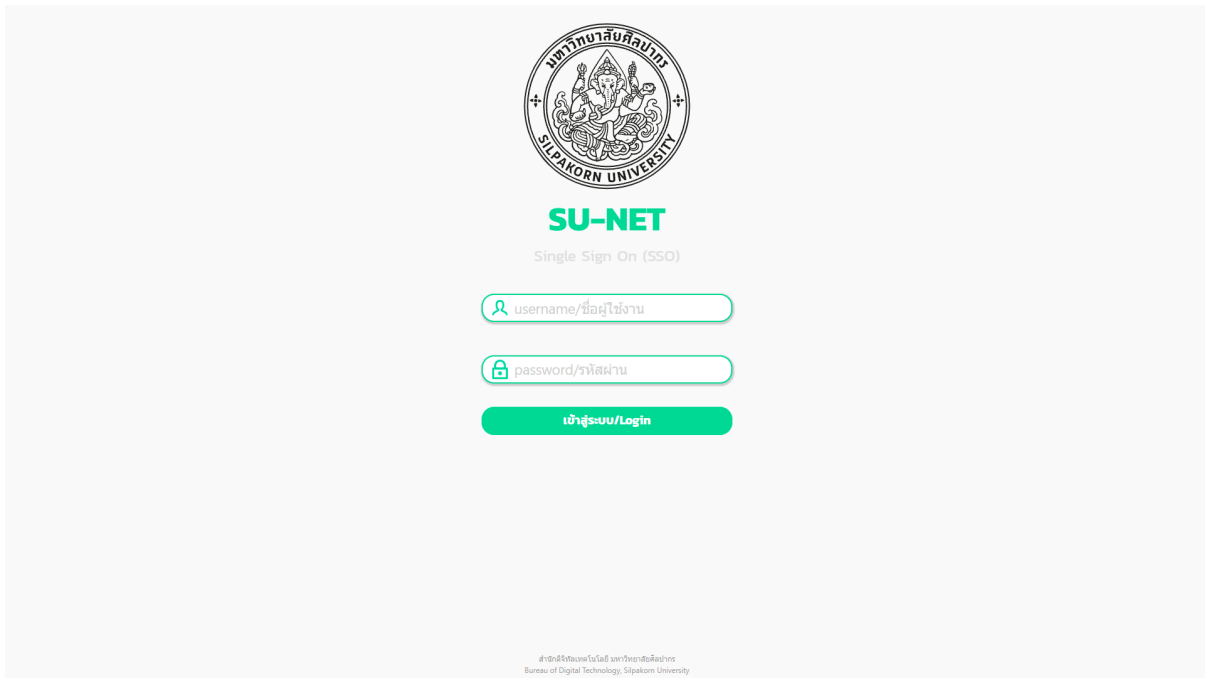 มหาวิทยาลัยศิลปากร
SILPAKORN UNIVERSITY
SU-NET
Single Sign On (SSO)
username/ชื่อผู้ใช้งาน
password/รหัสผ่าน
เข้าสู่ระบบ/Login
สำนักดิจิทัลเทคโนโลยี มหาวิทยาลัยศิลปากร
Bureau of Digital Technology, Silpakorn University